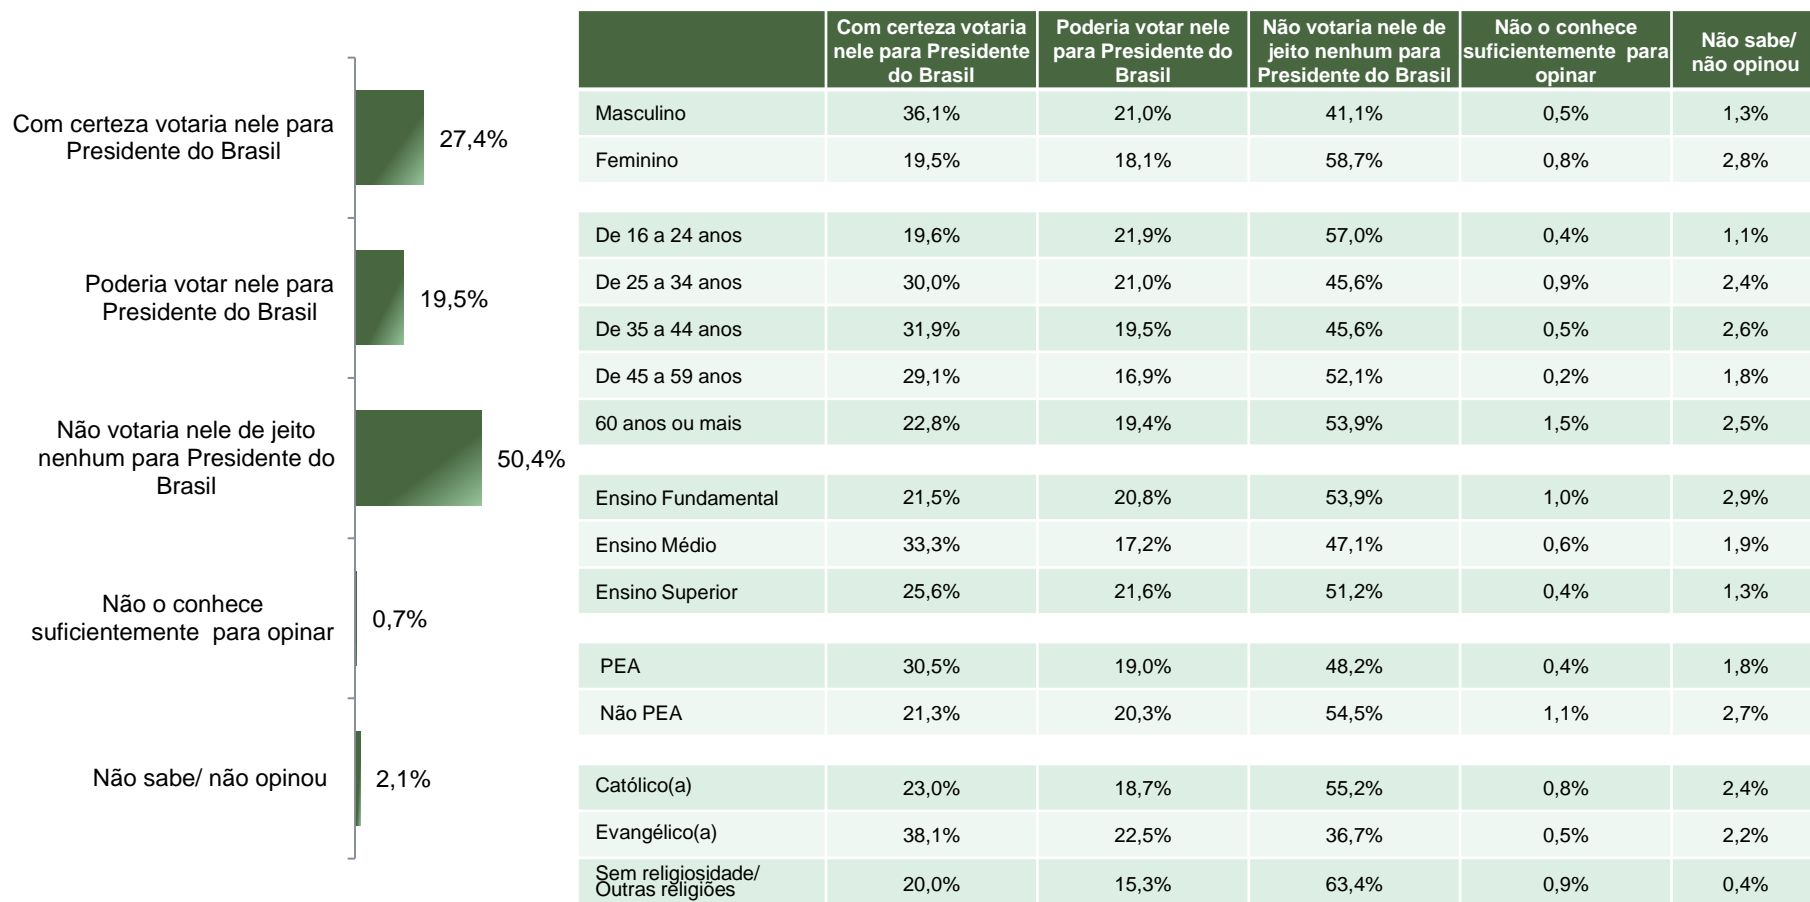 Com certeza votaria nele para
Presidente do Brasil
27,4%
Poderia votar nele para
Presidente do Brasil
19,5%
Não votaria nele de jeito
nenhum para Presidente do
Brasil
50,4%
Não o conhece
suficientemente para opinar
0,7%
Não sabe/ não opinou
2,1%
Com certeza votaria nele para Presidente do Brasil
Poderia votar nele para Presidente do Brasil
Não votaria nele de jeito nenhum para Presidente do Brasil
Não o conhece suficientemente para opinar
Não sabe/ não opinou
Masculino 36,1% 21,0% 41,1% 0,5% 1,3%
Feminino 19,5% 18,1% 58,7% 0,8% 2,8%
De 16 a 24 anos 19,6% 21,9% 57,0% 0,4% 1,1%
De 25 a 34 anos 30,0% 21,0% 45,6% 0,9% 2,4%
De 35 a 44 anos 31,9% 19,5% 45,6% 0,5% 2,6%
De 45 a 59 anos 29,1% 16,9% 52,1% 0,2% 1,8%
60 anos ou mais 22,8% 19,4% 53,9% 1,5% 2,5%
Ensino Fundamental 21,5% 20,8% 53,9% 1,0% 2,9%
Ensino Médio 33,3% 17,2% 47,1% 0,6% 1,9%
Ensino Superior 25,6% 21,6% 51,2% 0,4% 1,3%
PEA 30,5% 19,0% 48,2% 0,4% 1,8%
Não PEA 21,3% 20,3% 54,5% 1,1% 2,7%
Católico(a) 23,0% 18,7% 55,2% 0,8% 2,4%
Evangélico(a) 38,1% 22,5% 36,7% 0,5% 2,2%
Sem religiosidade/
Outras religiões 20,0% 15,3% 63,4% 0,9% 0,4%